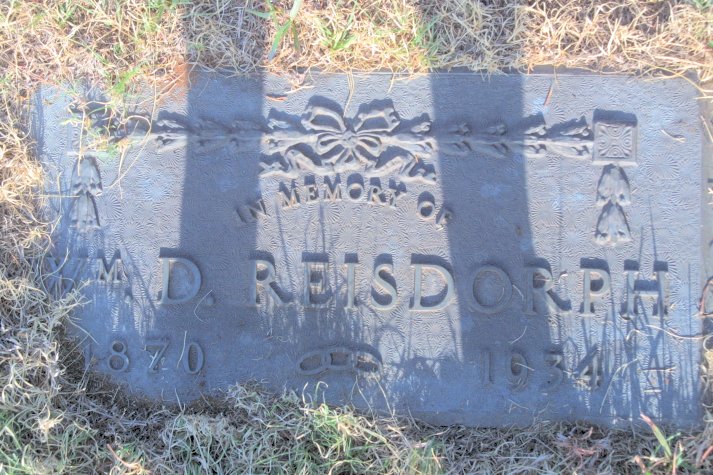 IN MEMORY OF
WM. D. REISDORPH
1870 1934